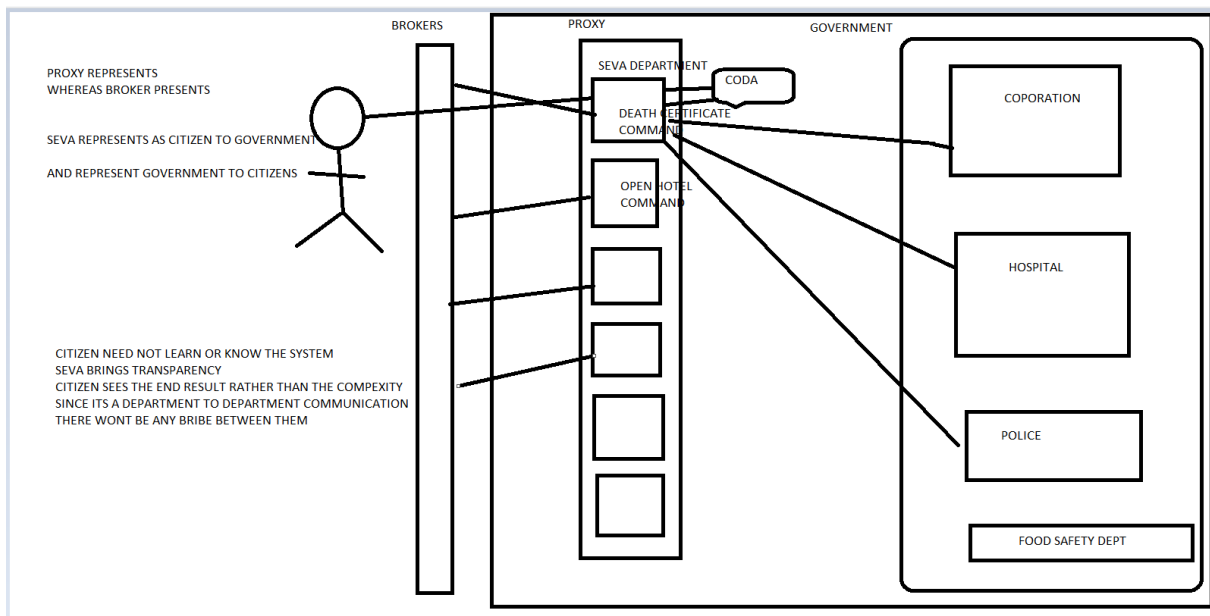 BROKERS
PROXY
GOVERNMENT
PROXY REPRESENTS
WHEREAS BROKER PRESENTS
SEVA REPRESENTS AS CITIZEN TO GOVERNMENT
AND REPRESENT GOVERNMENT TO CITIZENS
SEVA DEPARTMENT
CODA
DEATH CERTIFICATE
COMMAND
OPEN HOTEL
COMMAND
COPORATION
HOSPITAL
POLICE
FOOD SAFETY DEPT
CITIZEN NEED NOT LEARN OR KNOW THE SYSTEM
SEVA BRINGS TRANSPARENCY
CITIZEN SEES THE END RESULT RATHER THAN THE COMPEXITY
SINCE ITS A DEPARTMENT TO DEPARTMENT COMMUNICATION
THERE WONT BE ANY BRIBE BETWEEN THEM